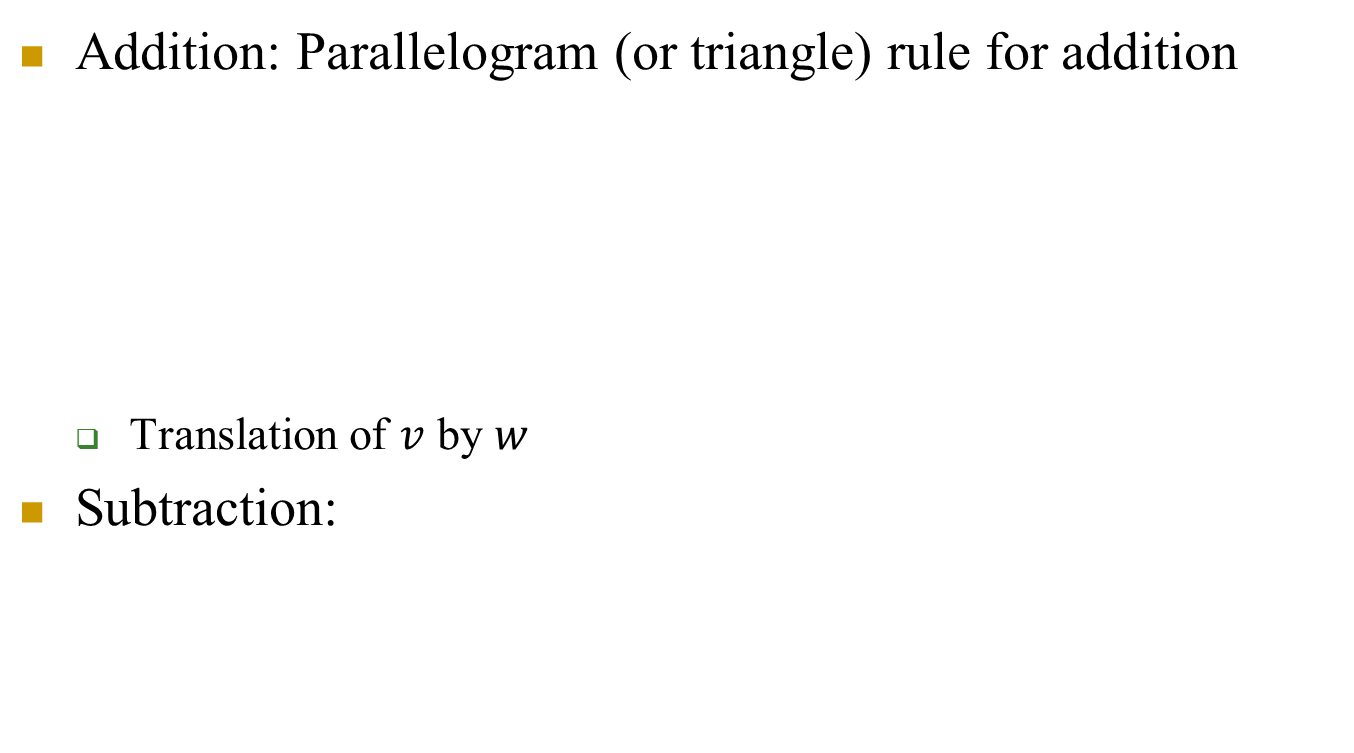 Addition: Parallelogram (or triangle) rule for addition
Translation of 𝑣 by 𝑤
Subtraction: